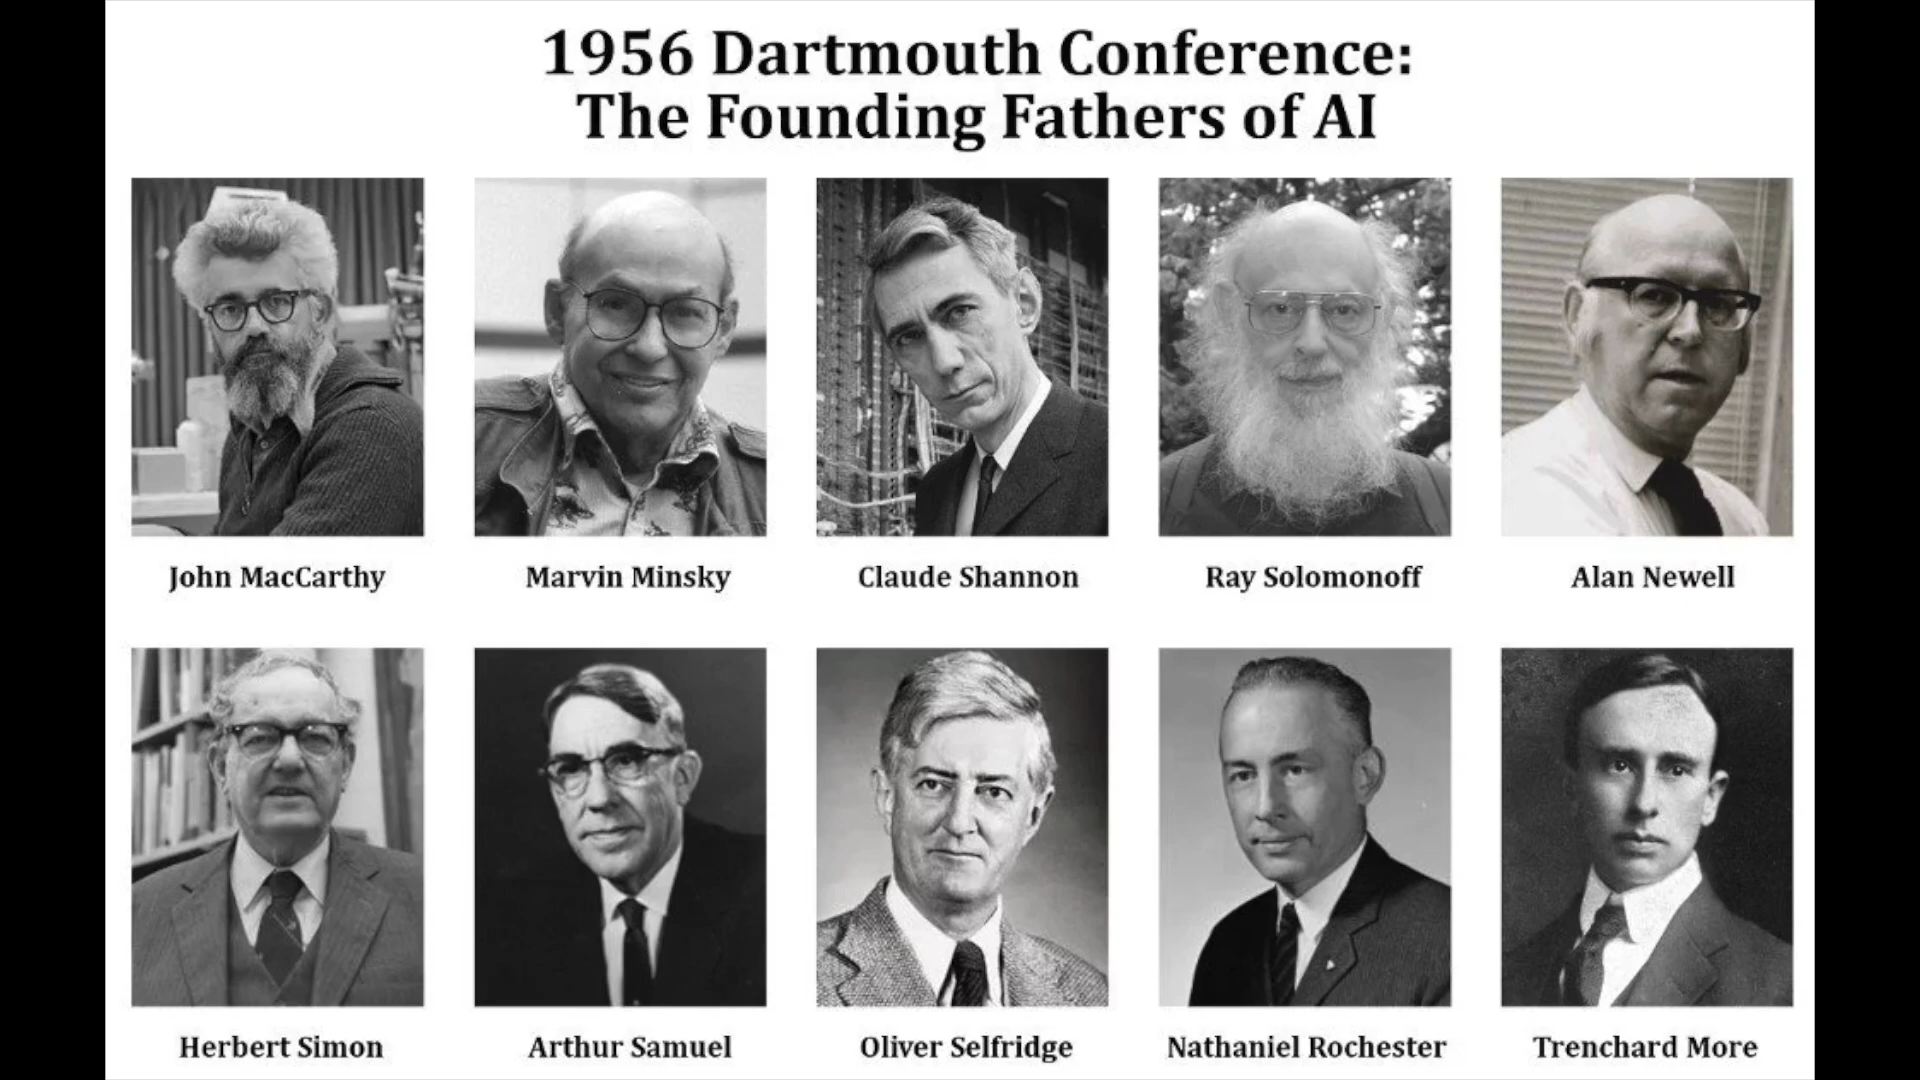 1956 Dartmouth Conference:
The Founding Fathers of AI
John MacCarthy
Marvin Minsky
Claude Shannon
Ray Solomonoff
Alan Newell
Herbert Simon
Arthur Samuel
Oliver Selfridge
Nathaniel Rochester
Trenchard More